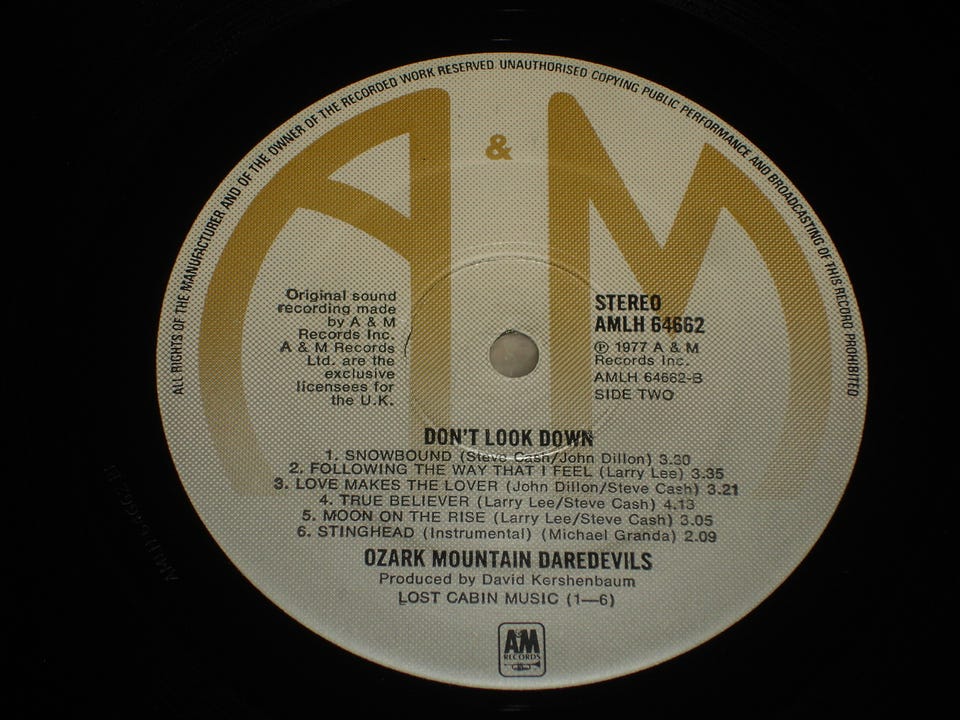 ALL RIGHTS OF THE MANUFACTURER AND OF THE OWNER OF THE RECORDED WORK RESERVED UNAUTHORISED COPYING PUBLIC PERFORMANCE AND BROADCASTING OF THIS RECORD PROHIBITED
A & M
Original sound
recording made
by A & M
Records Inc.
A & M Records
Ltd. are the
exclusive
licensees for
the U.K.
STEREO
AMLH 64662
℗ 1977 A & M
Records Inc.
AMLH 64662-B
SIDE TWO
DON'T LOOK DOWN
1. SNOWBOUND (Steve Cash/John Dillon) 3.30
2. FOLLOWING THE WAY THAT I FEEL (Larry Lee) 3.35
3. LOVE MAKES THE LOVER (John Dillon/Steve Cash) 3.21
4. TRUE BELIEVER (Larry Lee/Steve Cash) 4.13
5. MOON ON THE RISE (Larry Lee/Steve Cash) 3.05
6. STINGHEAD (Instrumental) (Michael Granda) 2.09
OZARK MOUNTAIN DAREDEVILS
Produced by David Kershenbaum
LOST CABIN MUSIC (1—6)
A&M
RECORDS